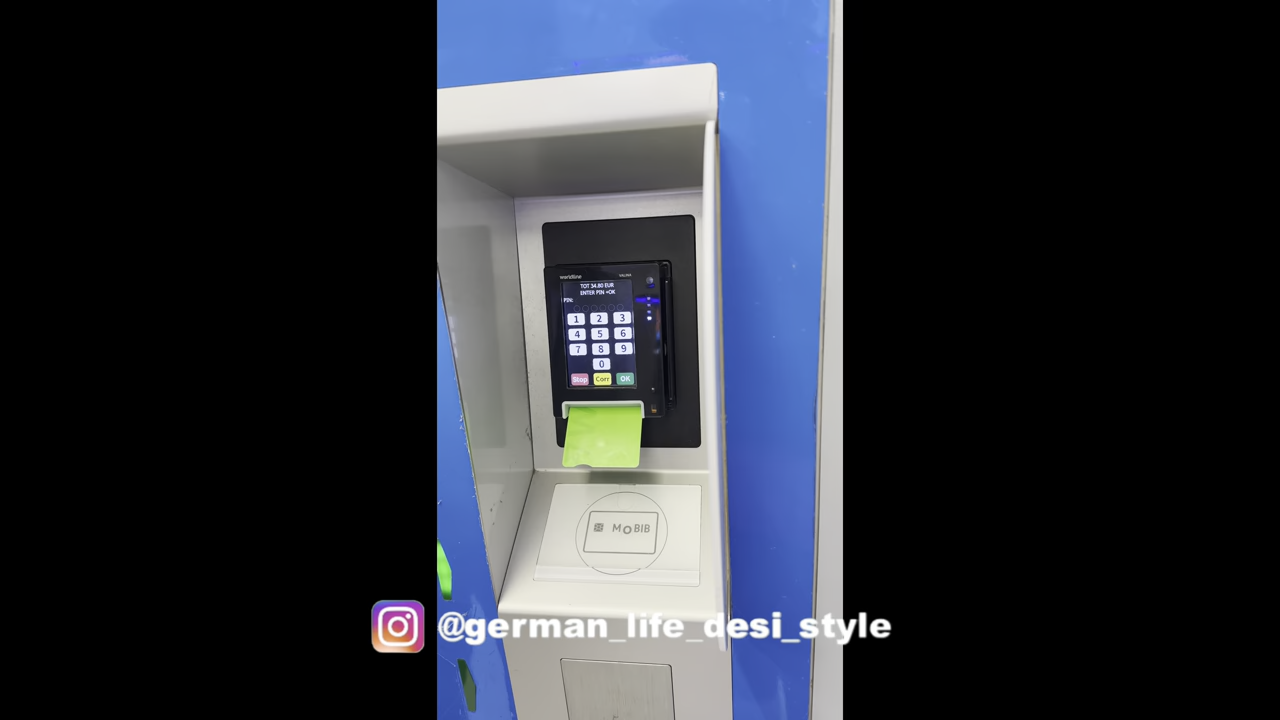 worldline
VALINA
TOT 34.80 EUR
ENTER PIN +OK
PIN:
1 2 3
4 5 6
7 8 9
0
Stop Corr OK
MOBIB
@german_life_desi_style